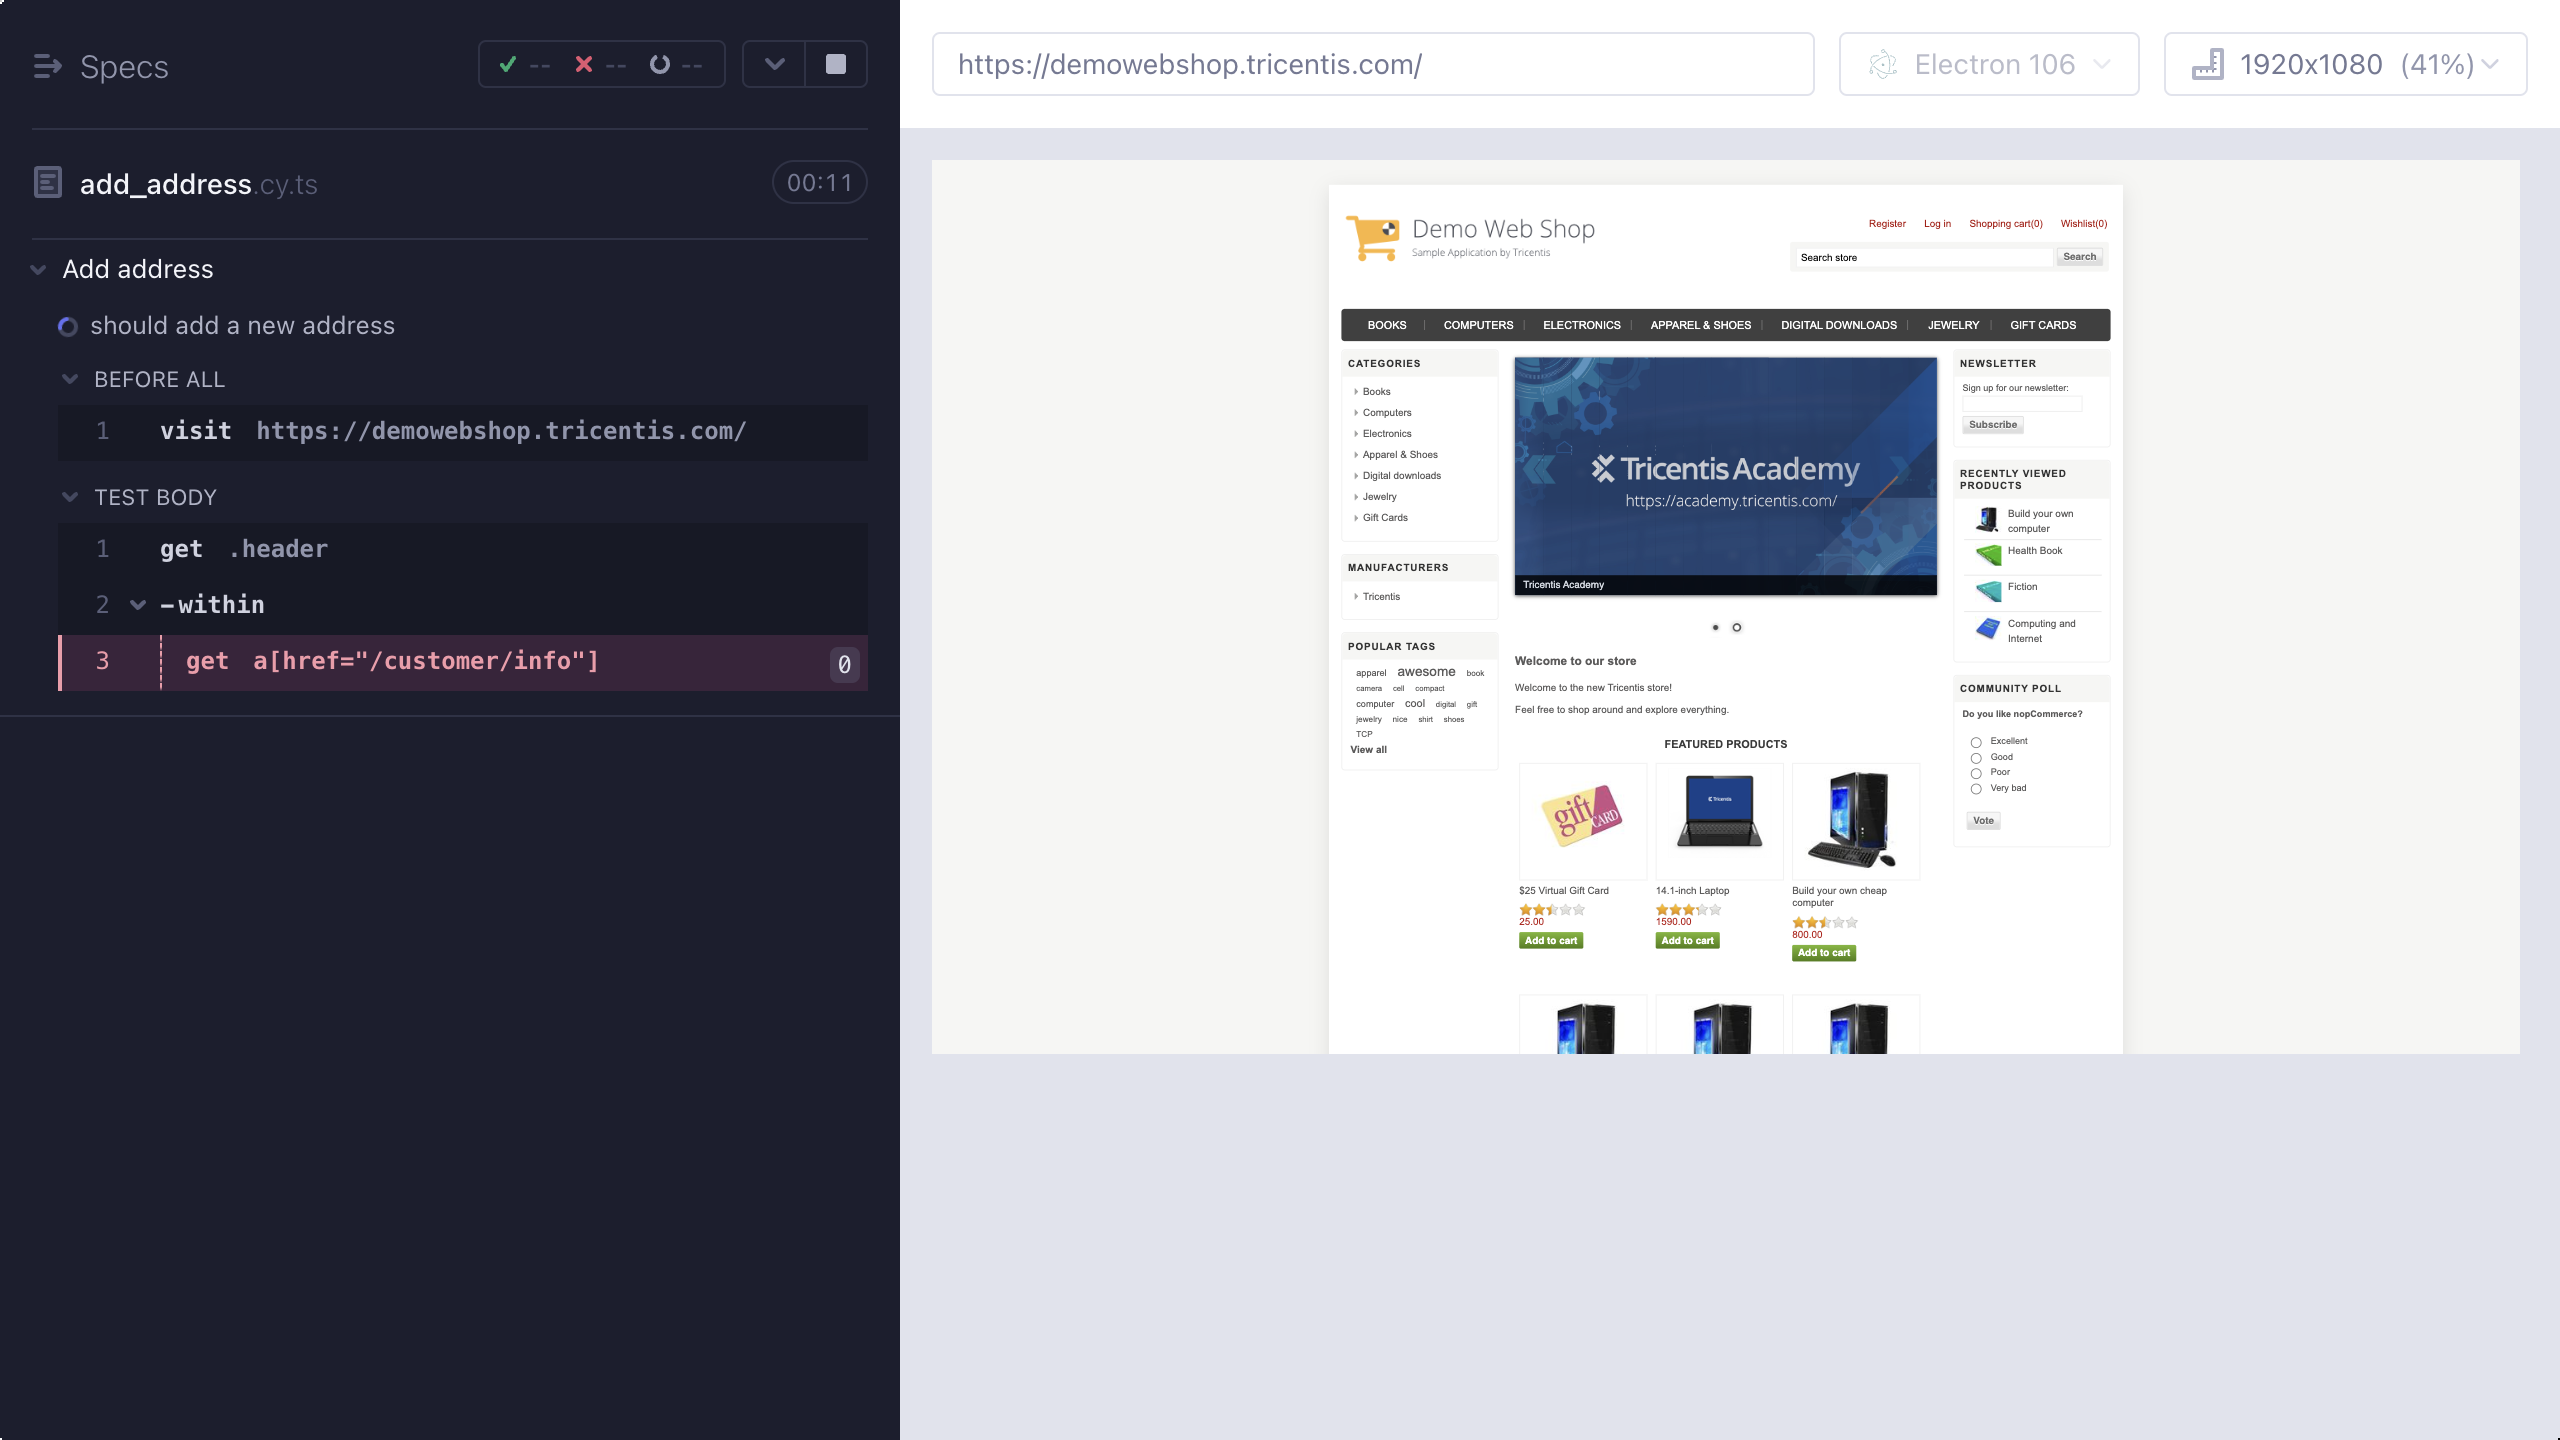 Specs
-- -- --
add_address.cy.ts
00:11
Add address
should add a new address
BEFORE ALL
1 visit https://demowebshop.tricentis.com/
TEST BODY
1 get .header
2 -within
3 get a[href="/customer/info"] 0
https://demowebshop.tricentis.com/
Electron 106
1920x1080 (41%)
Demo Web Shop
Sample Application by Tricentis
Register Log in Shopping cart(0) Wishlist(0)
Search store Search
BOOKS COMPUTERS ELECTRONICS APPAREL & SHOES DIGITAL DOWNLOADS JEWELRY GIFT CARDS
CATEGORIES
Books
Computers
Electronics
Apparel & Shoes
Digital downloads
Jewelry
Gift Cards
MANUFACTURERS
Tricentis
POPULAR TAGS
apparel awesome book
camera cell compact
computer cool digital gift
jewelry nice shirt shoes
TCP
View all
Tricentis Academy
https://academy.tricentis.com/
Tricentis Academy
Welcome to our store
Welcome to the new Tricentis store!
Feel free to shop around and explore everything.
FEATURED PRODUCTS
gift CARD
Tricentis
$25 Virtual Gift Card
25.00
Add to cart
14.1-inch Laptop
1590.00
Add to cart
Build your own cheap
computer
800.00
Add to cart
NEWSLETTER
Sign up for our newsletter:
Subscribe
RECENTLY VIEWED
PRODUCTS
Build your own
computer
Health Book
Fiction
Computing and
Internet
COMMUNITY POLL
Do you like nopCommerce?
Excellent
Good
Poor
Very bad
Vote